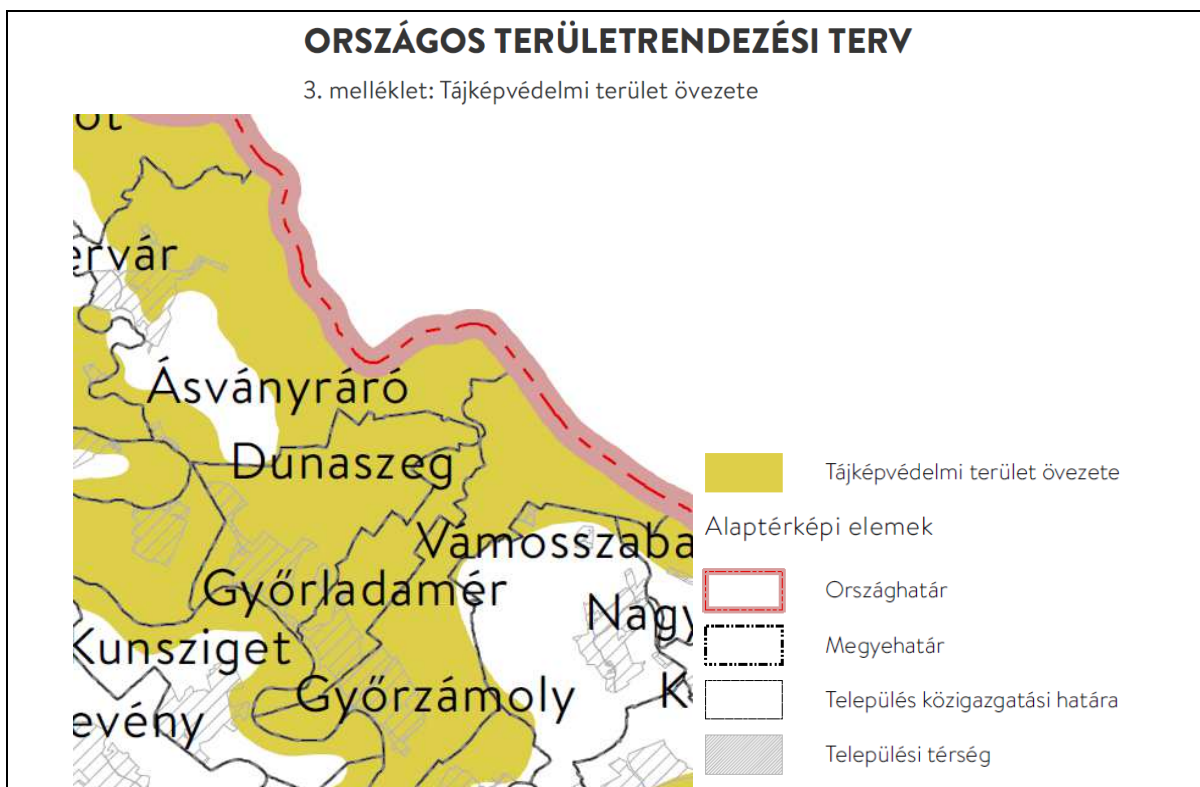 ORSZÁGOS TERÜLETRENDEZÉSI TERV
3. melléklet: Tájképvédelmi terület övezete
ervár
Ásványráró
Dunaszeg
Vámosszaba
Győrladamér
Nagy
Kunsziget
Győrzámoly
K
evény
Tájképvédelmi terület övezete
Alaptérképi elemek
Országhatár
Megyehatár
Település közigazgatási határa
Települési térség